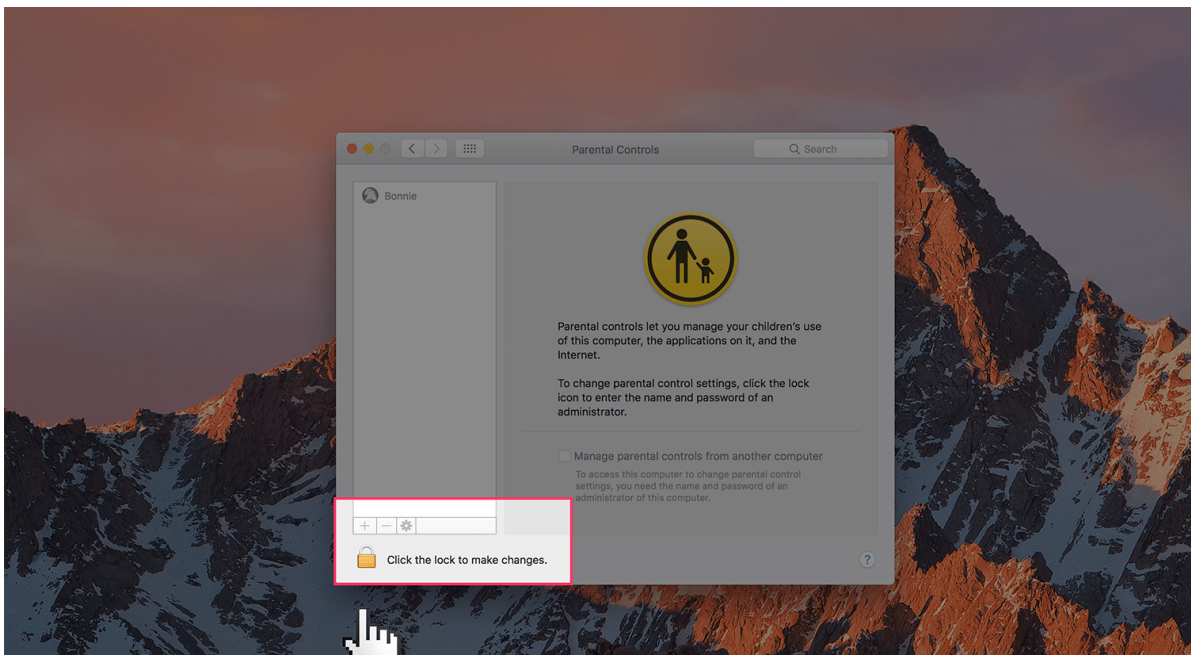 Parental Controls
Search
Bonnie
Parental controls let you manage your children's use
of this computer, the applications on it, and the
Internet.
To change parental control settings, click the lock
icon to enter the name and password of an
administrator.
Manage parental controls from another computer
To access this computer to change parental control
settings, you need the name and password of an
administrator of this computer.
Click the lock to make changes.
?